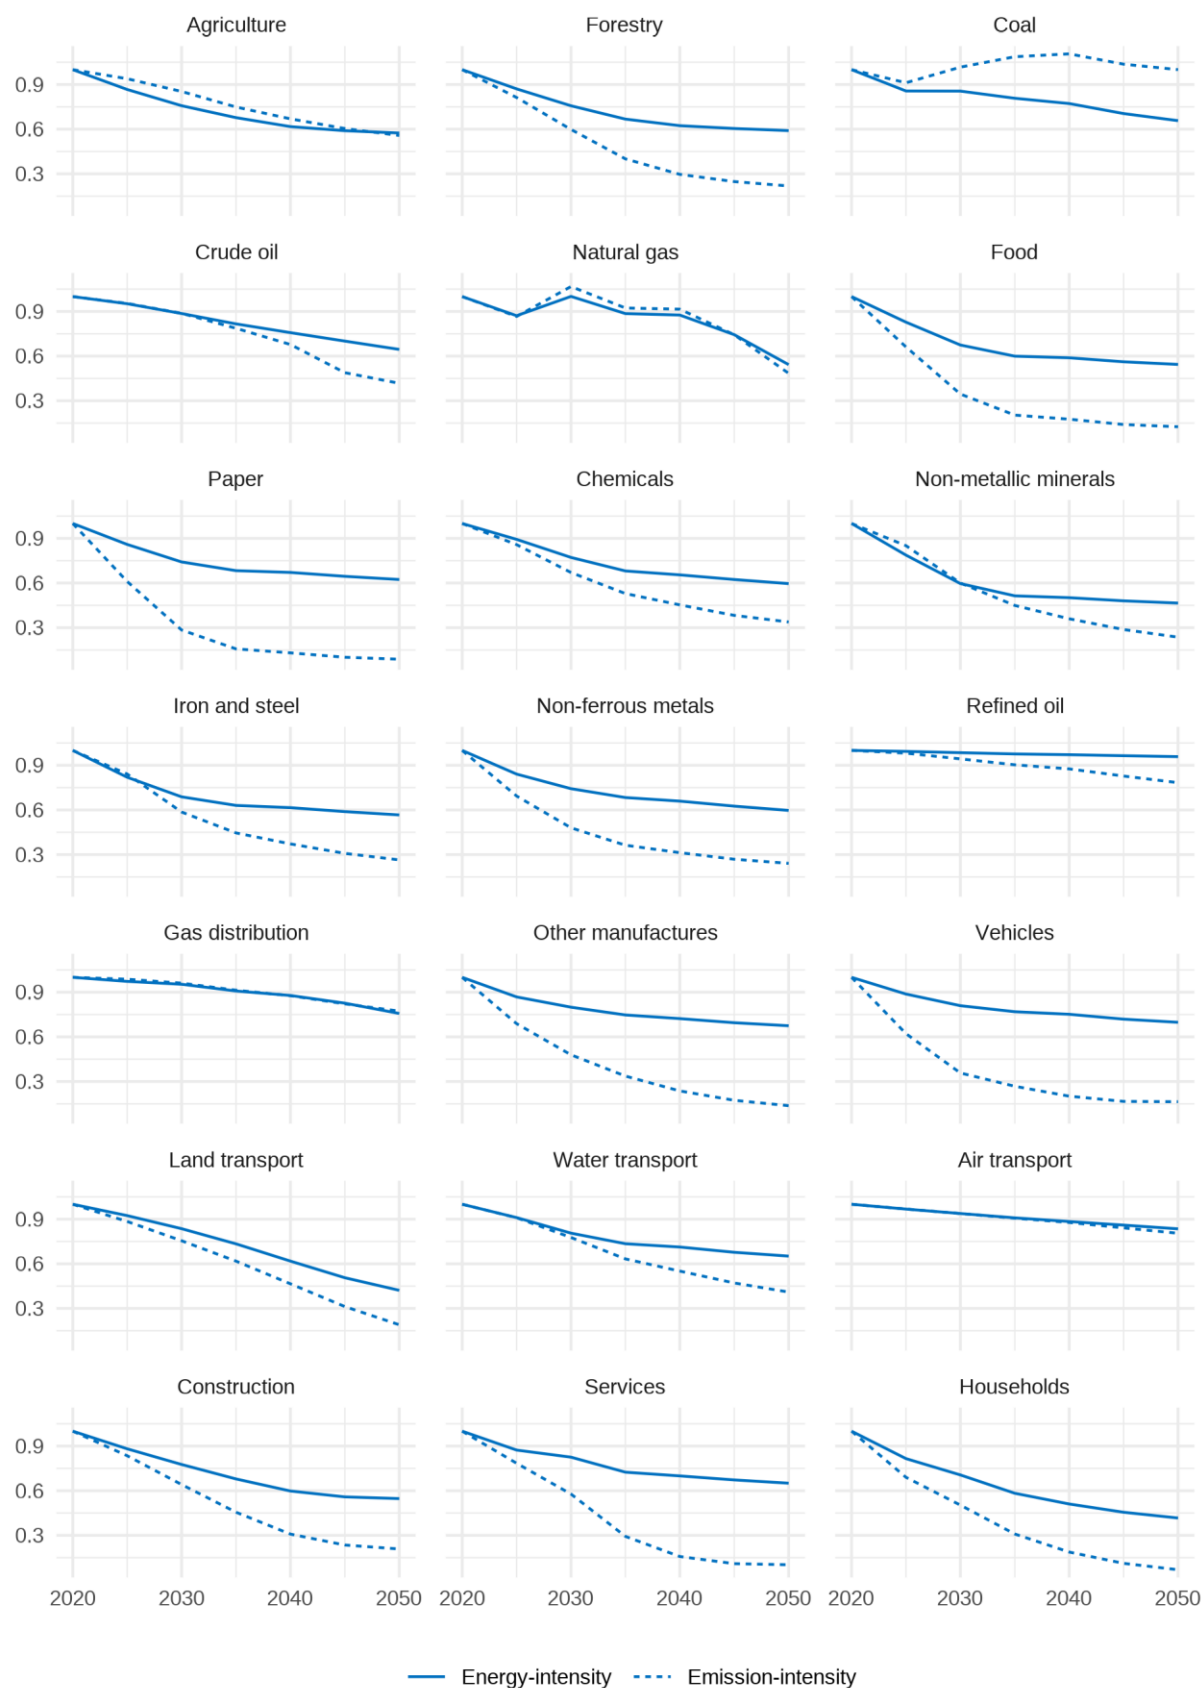 Agriculture Forestry Coal
0.9
0.6
0.3
Crude oil Natural gas Food
0.9
0.6
0.3
Paper Chemicals Non-metallic minerals
0.9
0.6
0.3
Iron and steel Non-ferrous metals Refined oil
0.9
0.6
0.3
Gas distribution Other manufactures Vehicles
0.9
0.6
0.3
Land transport Water transport Air transport
0.9
0.6
0.3
Construction Services Households
0.9
0.6
0.3
2020 2030 2040 2050 2020 2030 2040 2050 2020 2030 2040 2050
Energy-intensity Emission-intensity